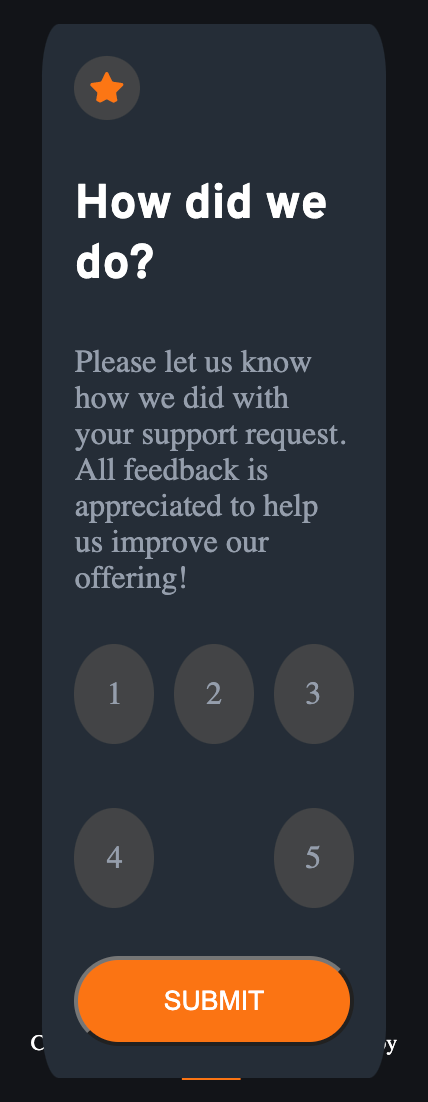 How did we
do?
Please let us know
how we did with
your support request.
All feedback is
appreciated to help
us improve our
offering!
1 2 3
4 5
SUBMIT